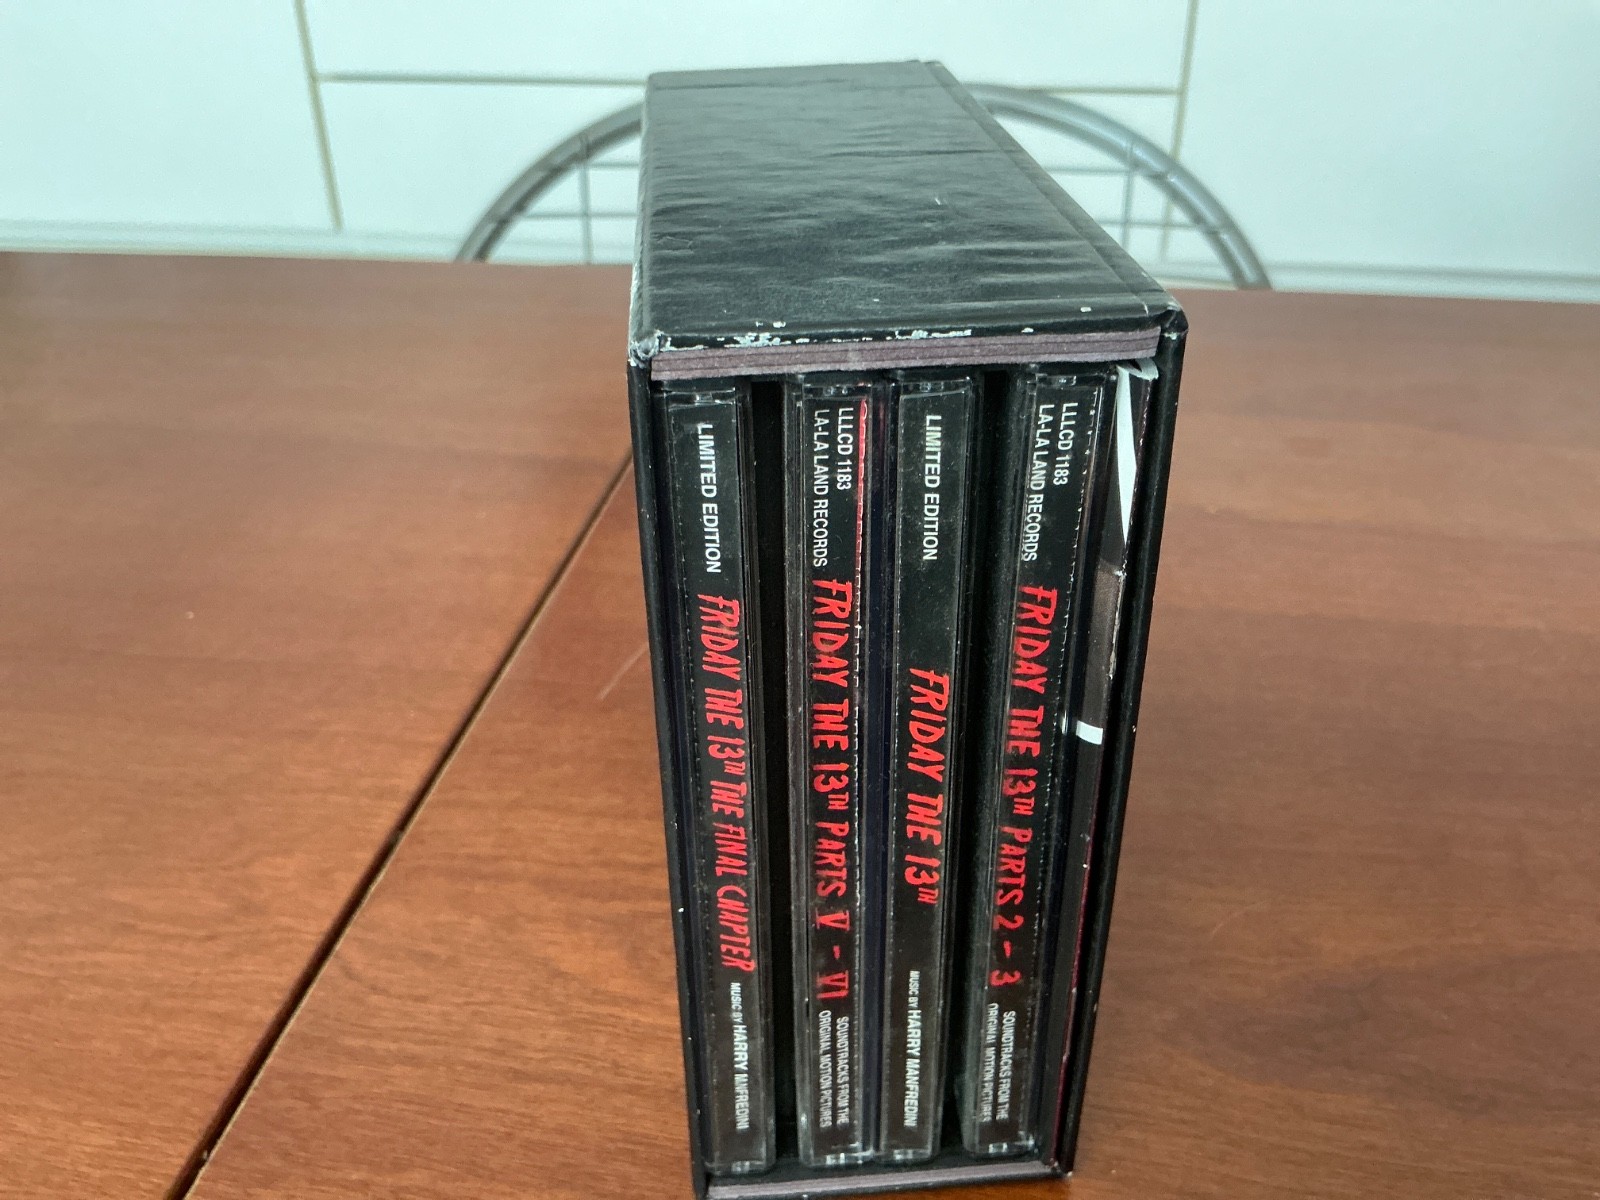 LIMITED EDITION
FRIDAY THE 13TH THE FINAL CHAPTER
MUSIC BY HARRY MNFREDINI
LLLCD 1183
LA-LA LAND RECORDS
FRIDAY THE 13TH PARTS V - VI
SOUNDTRACKS FROM THE
ORIGINAL MOTION PICTURES
LIMITED EDITION
FRIDAY THE 13TH
MUSIC BY HARRY MANFREDINI
LLLCD 1183
LA-LA LAND RECORDS
FRIDAY THE 13TH PARTS 2 - 3
SOUNDTRACKS FROM THE
ORIGINAL MOTION PICTURES